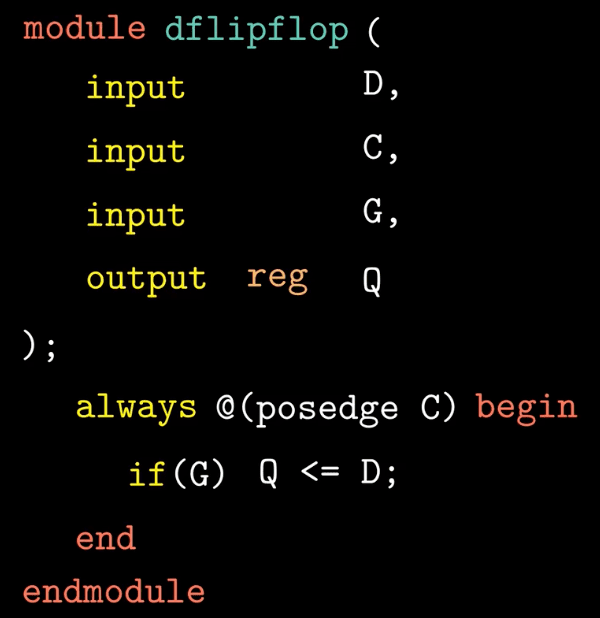 module dflipflop (
input D,
input C,
input G,
output reg Q
);
always @(posedge C) begin
if(G) Q <= D;
end
endmodule